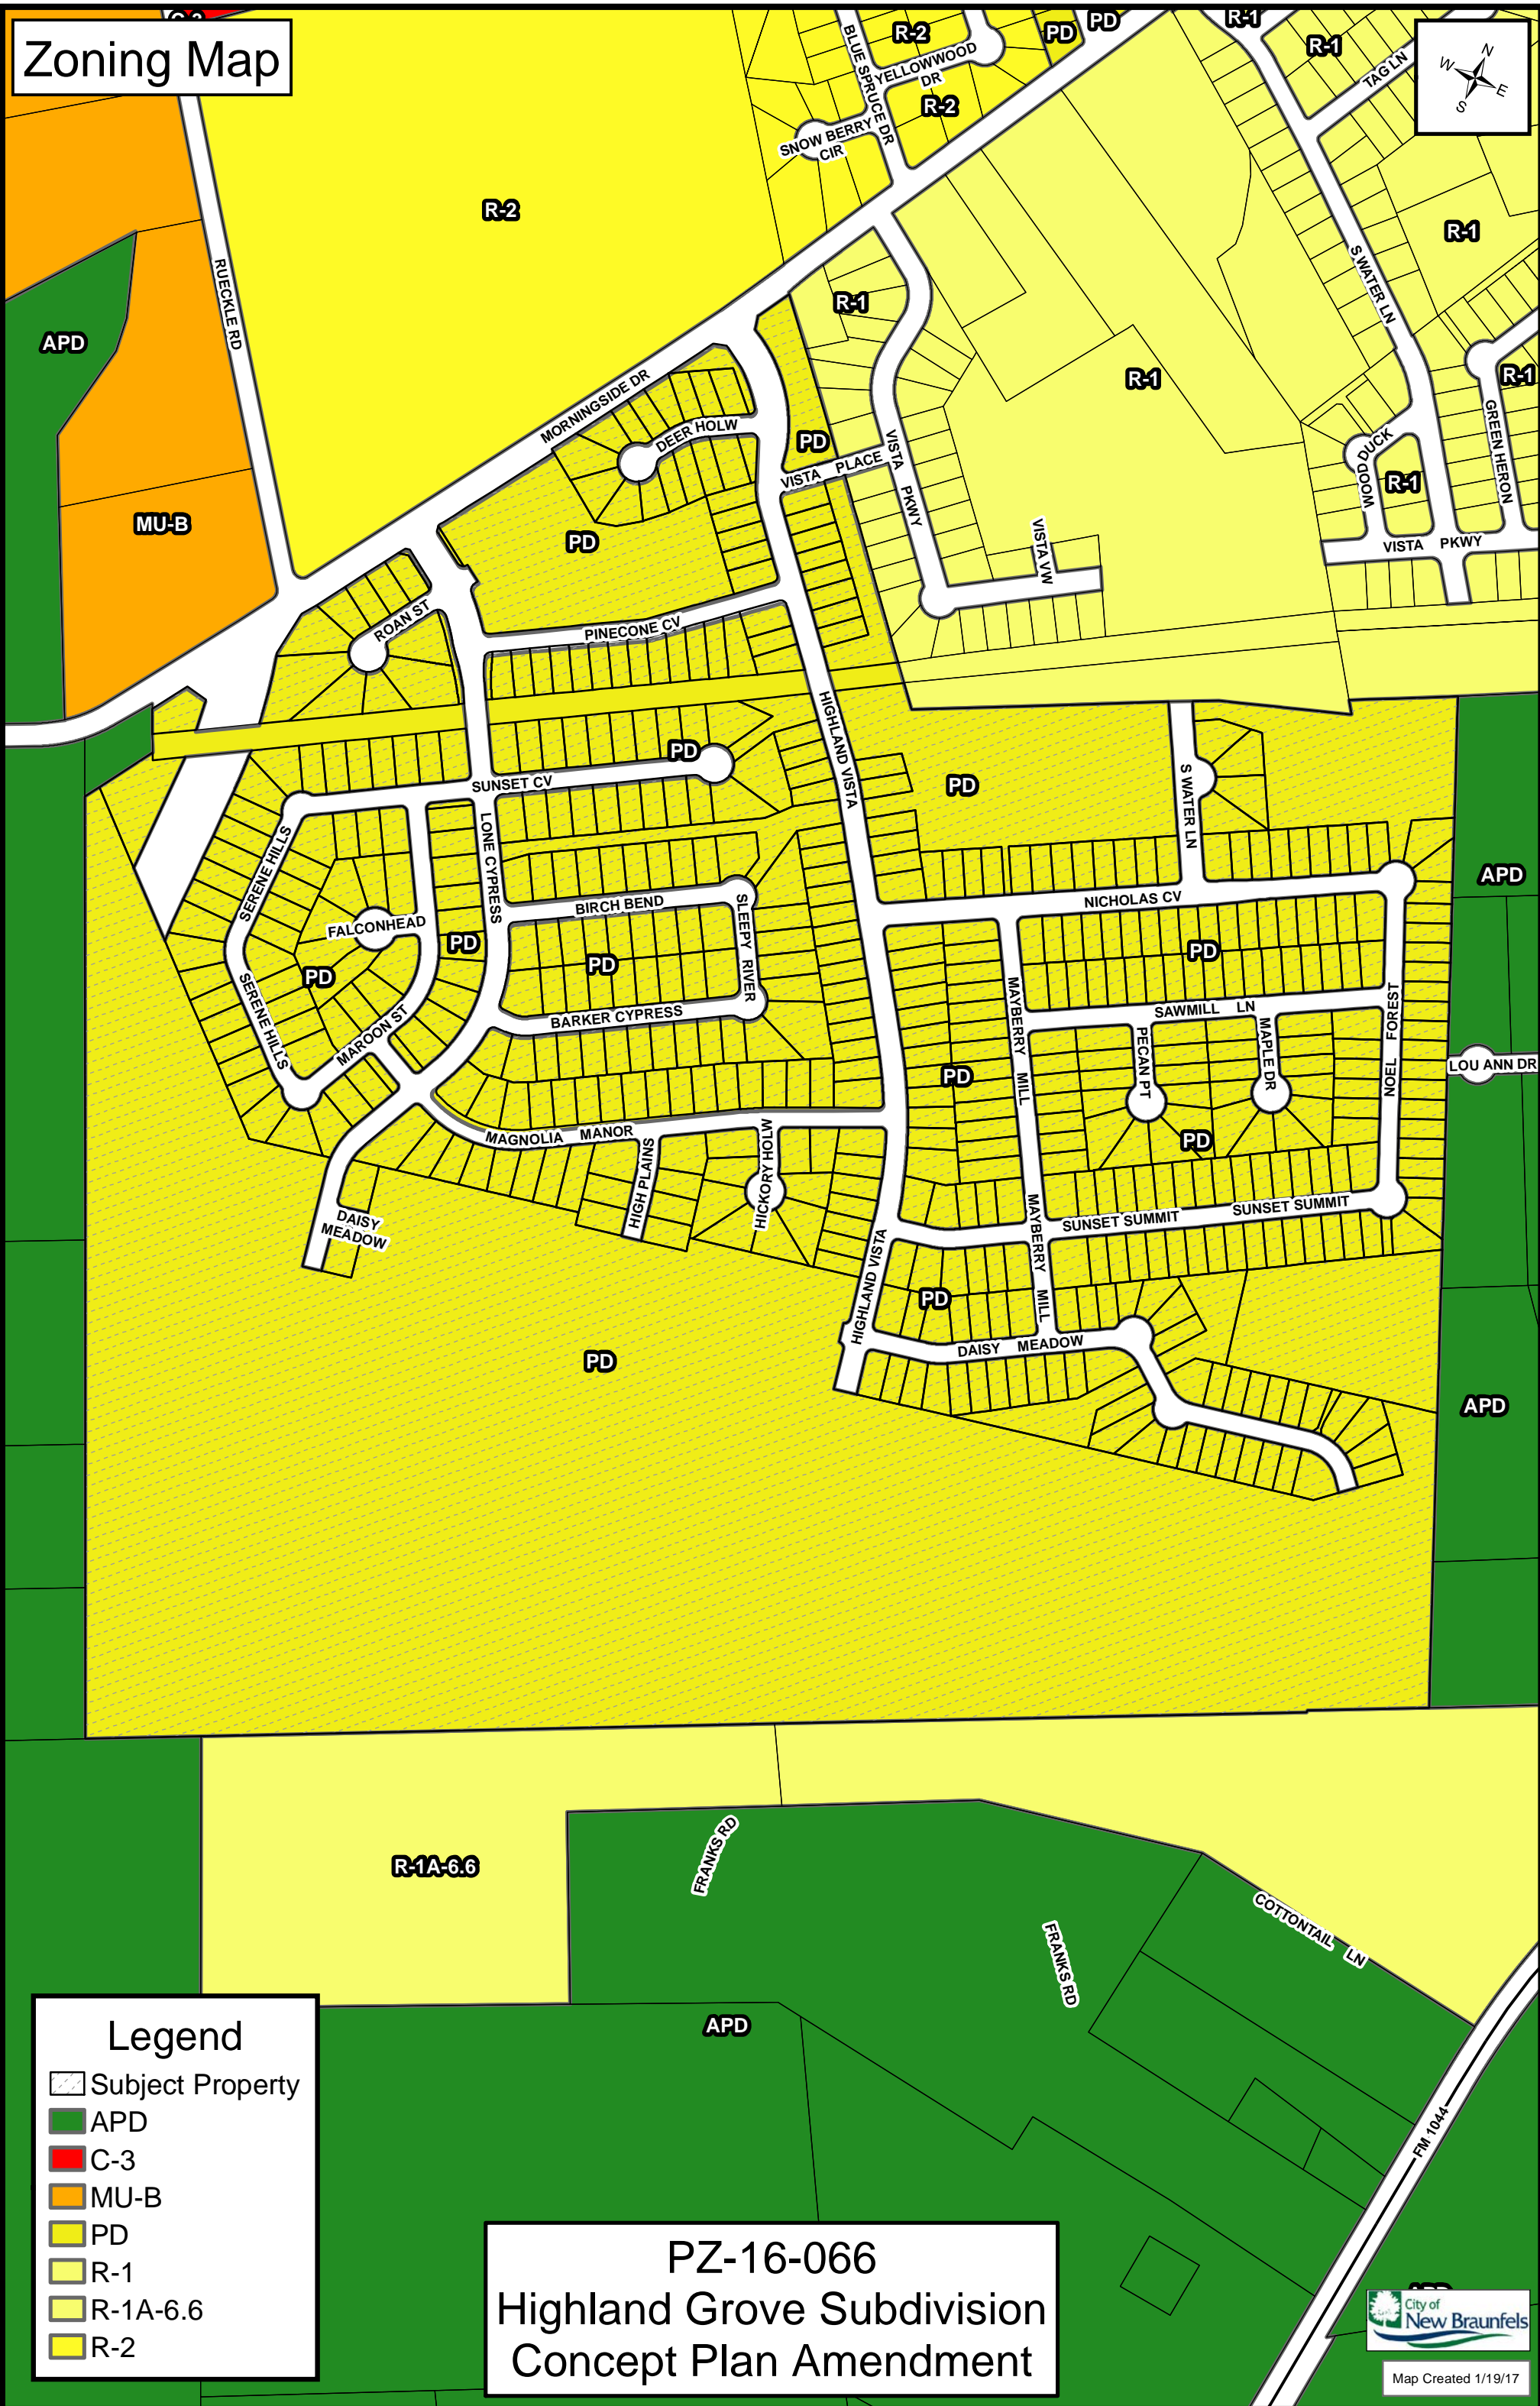 Zoning Map
C-3
N
W
E
S
R-2
PD
PD
R-1
R-1
BLUE SPRUCE DR
YELLOWWOOD
DR
R-2
TAG LN
SNOW BERRY
CIR
R-2
R-1
S WATER LN
RUECKLE RD
R-1
APD
R-1
R-1
MORNINGSIDE DR
DEER HOLW
PD
VISTA PLACE
VISTA PKWY
WOOD DUCK
R-1
GREEN HERON
MU-B
PD
VISTA VW
VISTA PKWY
ROAN ST
PINECONE CV
HIGHLAND VISTA
PD
SUNSET CV
PD
S WATER LN
SERENE HILLS
LONE CYPRESS
APD
FALCONHEAD
BIRCH BEND
SLEEPY RIVER
NICHOLAS CV
PD
PD
PD
PD
SERENE HILLS
MAROON ST
BARKER CYPRESS
MAYBERRY MILL
SAWMILL LN
PECAN PT
MAPLE DR
NOEL FOREST
LOU ANN DR
PD
PD
MAGNOLIA MANOR
HIGH PLAINS
HICKORY HOLW
DAISY
MEADOW
MAYBERRY MILL
SUNSET SUMMIT
SUNSET SUMMIT
HIGHLAND VISTA
PD
DAISY MEADOW
PD
APD
R-1A-6.6
FRANKS RD
FRANKS RD
COTTONTAIL LN
APD
FM 1044
Legend
Subject Property
APD
C-3
MU-B
PD
R-1
R-1A-6.6
R-2
PZ-16-066
Highland Grove Subdivision
Concept Plan Amendment
APD
City of
New Braunfels
Map Created 1/19/17